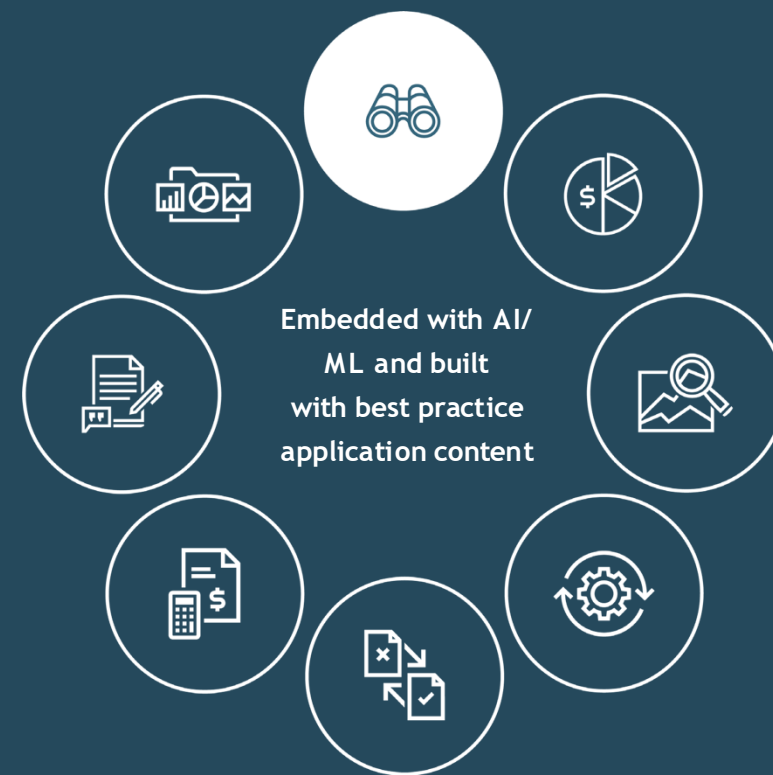 Embedded with AI/
ML and built
with best practice
application content